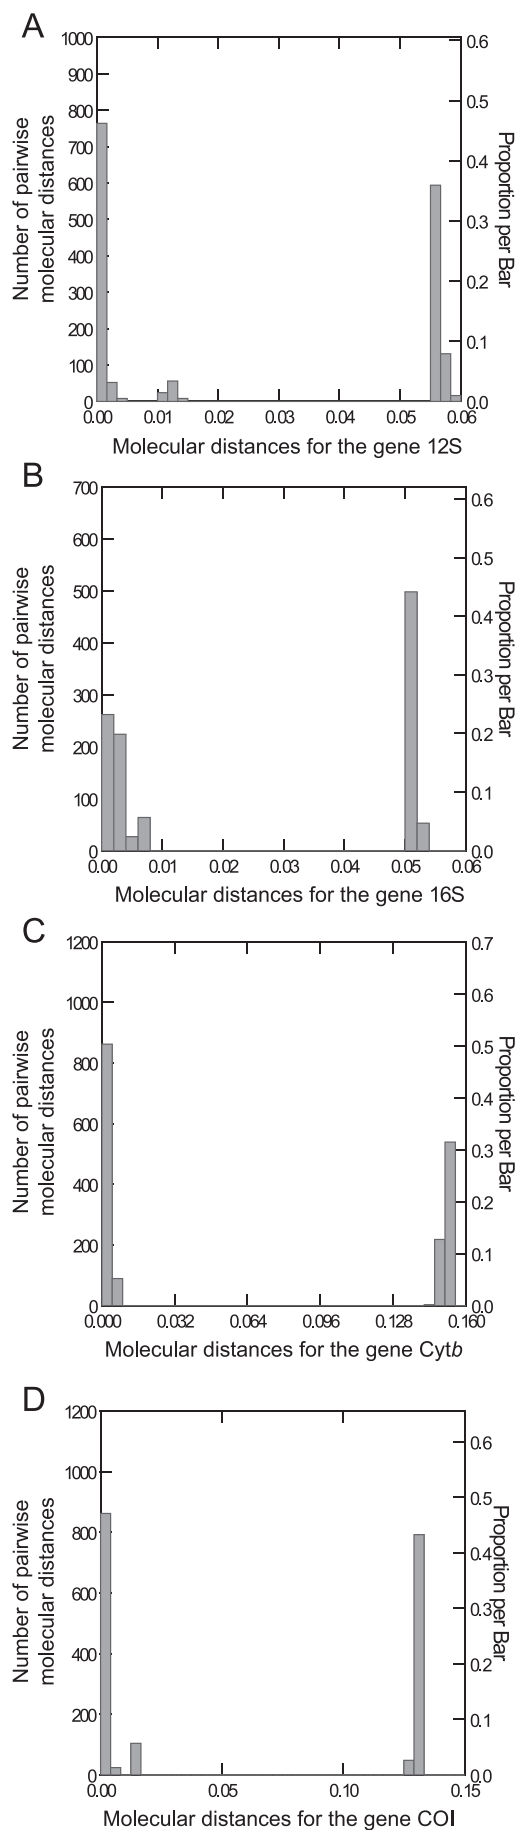 A
Number of pairwise
molecular distances
1000
900
800
700
600
500
400
300
200
100
0
0.6
0.5
0.4
0.3
0.2
0.1
0.0
Proportion per Bar
0.00 0.01 0.02 0.03 0.04 0.05 0.06
Molecular distances for the gene 12S
B
Number of pairwise
molecular distances
700
600
500
400
300
200
100
0
0.6
0.5
0.4
0.3
0.2
0.1
0.0
Proportion per Bar
0.00 0.01 0.02 0.03 0.04 0.05 0.06
Molecular distances for the gene 16S
C
Number of pairwise
molecular distances
1200
1000
800
600
400
200
0
0.7
0.6
0.5
0.4
0.3
0.2
0.1
0.0
Proportion per Bar
0.000 0.032 0.064 0.096 0.128 0.160
Molecular distances for the gene Cytb
D
Number of pairwise
molecular distances
1200
1000
800
600
400
200
0
0.6
0.5
0.4
0.3
0.2
0.1
0.0
Proportion per Bar
0.00 0.05 0.10 0.15
Molecular distances for the gene COI